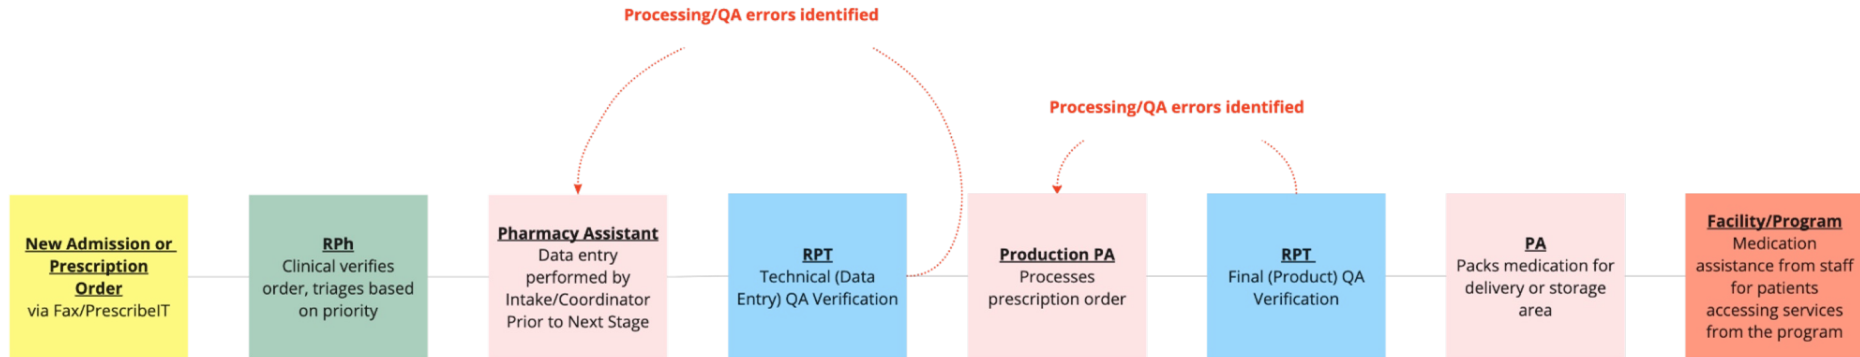 Processing/QA errors identified
Processing/QA errors identified
New Admission or
Prescription
Order
via Fax/PrescribeIT
RPh
Clinical verifies
order, triages based
on priority
Pharmacy Assistant
Data entry
performed by
Intake/Coordinator
Prior to Next Stage
RPT
Technical (Data
Entry) QA Verification
Production PA
Processes
prescription order
RPT
Final (Product) QA
Verification
PA
Packs medication for
delivery or storage
area
Facility/Program
Medication
assistance from staff
for patients
accessing services
from the program